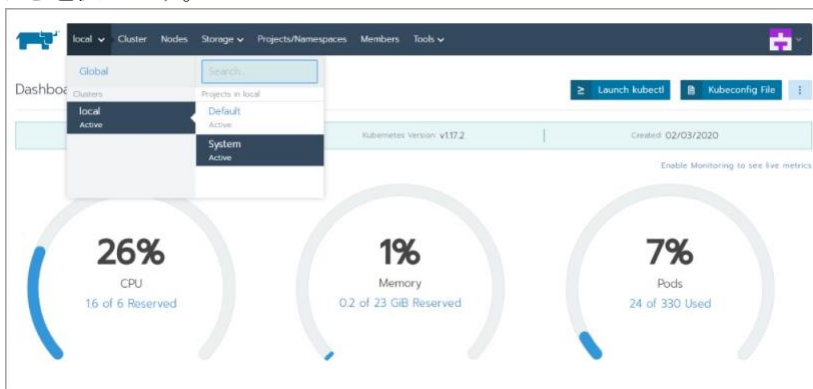 local Cluster Nodes Storage Projects/Namespaces Members Tools
Global
Search...
Dashboa
Launch kubectl
Kubeconfig File
Clusters
Projects in local
local
Active
Default
Active
System
Active
Kubernetes Version: v1.17.2
Created: 02/03/2020
Enable Monitoring to see live metrics
26%
CPU
1.6 of 6 Reserved
1%
Memory
0.2 of 23 GiB Reserved
7%
Pods
24 of 330 Used